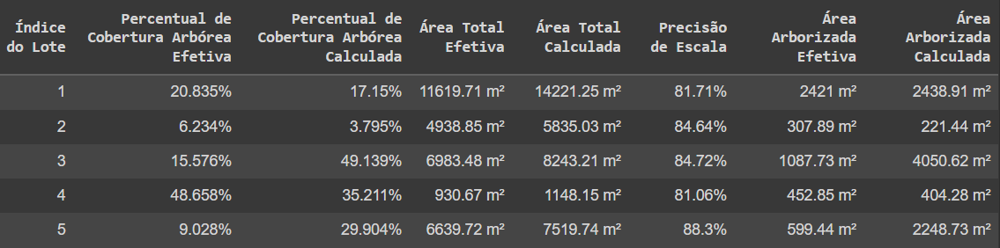 Índice do Lote | Percentual de Cobertura Arbórea Efetiva | Percentual de Cobertura Arbórea Calculada | Área Total Efetiva | Área Total Calculada | Precisão de Escala | Área Arborizada Efetiva | Área Arborizada Calculada
1 | 20.835% | 17.15% | 11619.71 m² | 14221.25 m² | 81.71% | 2421 m² | 2438.91 m²
2 | 6.234% | 3.795% | 4938.85 m² | 5835.03 m² | 84.64% | 307.89 m² | 221.44 m²
3 | 15.576% | 49.139% | 6983.48 m² | 8243.21 m² | 84.72% | 1087.73 m² | 4050.62 m²
4 | 48.658% | 35.211% | 930.67 m² | 1148.15 m² | 81.06% | 452.85 m² | 404.28 m²
5 | 9.028% | 29.904% | 6639.72 m² | 7519.74 m² | 88.3% | 599.44 m² | 2248.73 m²